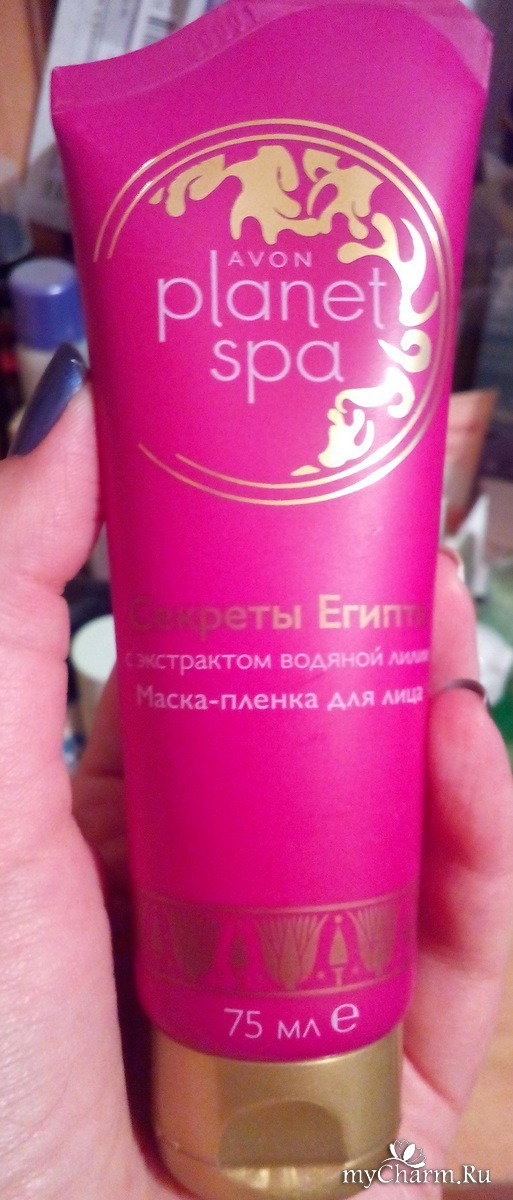 AVON
planet
spa
Секреты Египта
с экстрактом водяной лилии
Маска-пленка для лица
75 мл e
myCharm.Ru